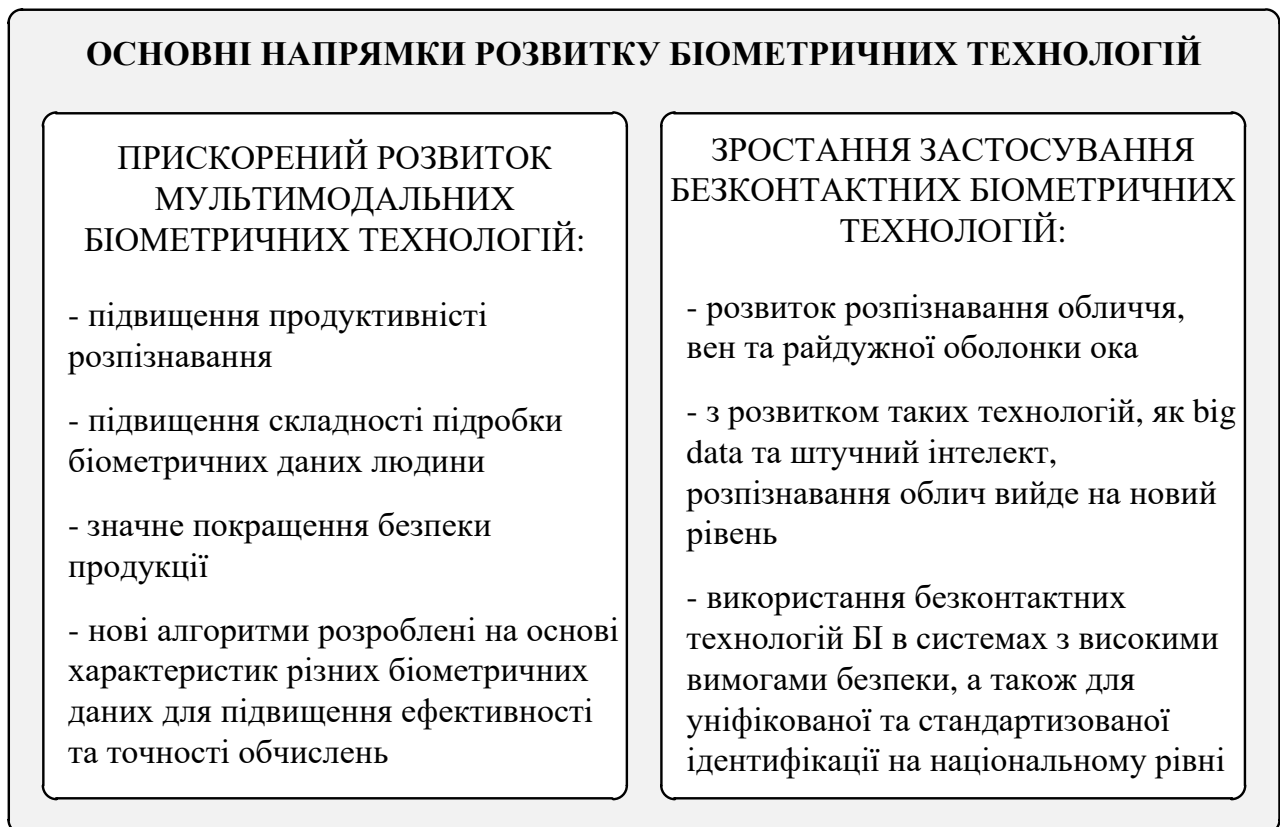 ОСНОВНІ НАПРЯМКИ РОЗВИТКУ БІОМЕТРИЧНИХ ТЕХНОЛОГІЙ
ПРИСКОРЕНИЙ РОЗВИТОК
МУЛЬТИМОДАЛЬНИХ
БІОМЕТРИЧНИХ ТЕХНОЛОГІЙ:
- підвищення продуктивністі
розпізнавання
- підвищення складності підробки
біометричних даних людини
- значне покращення безпеки
продукції
- нові алгоритми розроблені на основі
характеристик різних біометричних
даних для підвищення ефективності
та точності обчислень
ЗРОСТАННЯ ЗАСТОСУВАННЯ
БЕЗКОНТАКТНИХ БІОМЕТРИЧНИХ
ТЕХНОЛОГІЙ:
- розвиток розпізнавання обличчя,
вен та райдужної оболонки ока
- з розвитком таких технологій, як big
data та штучний інтелект,
розпізнавання облич вийде на новий
рівень
- використання безконтактних
технологій БІ в системах з високими
вимогами безпеки, а також для
уніфікованої та стандартизованої
ідентифікації на національному рівні